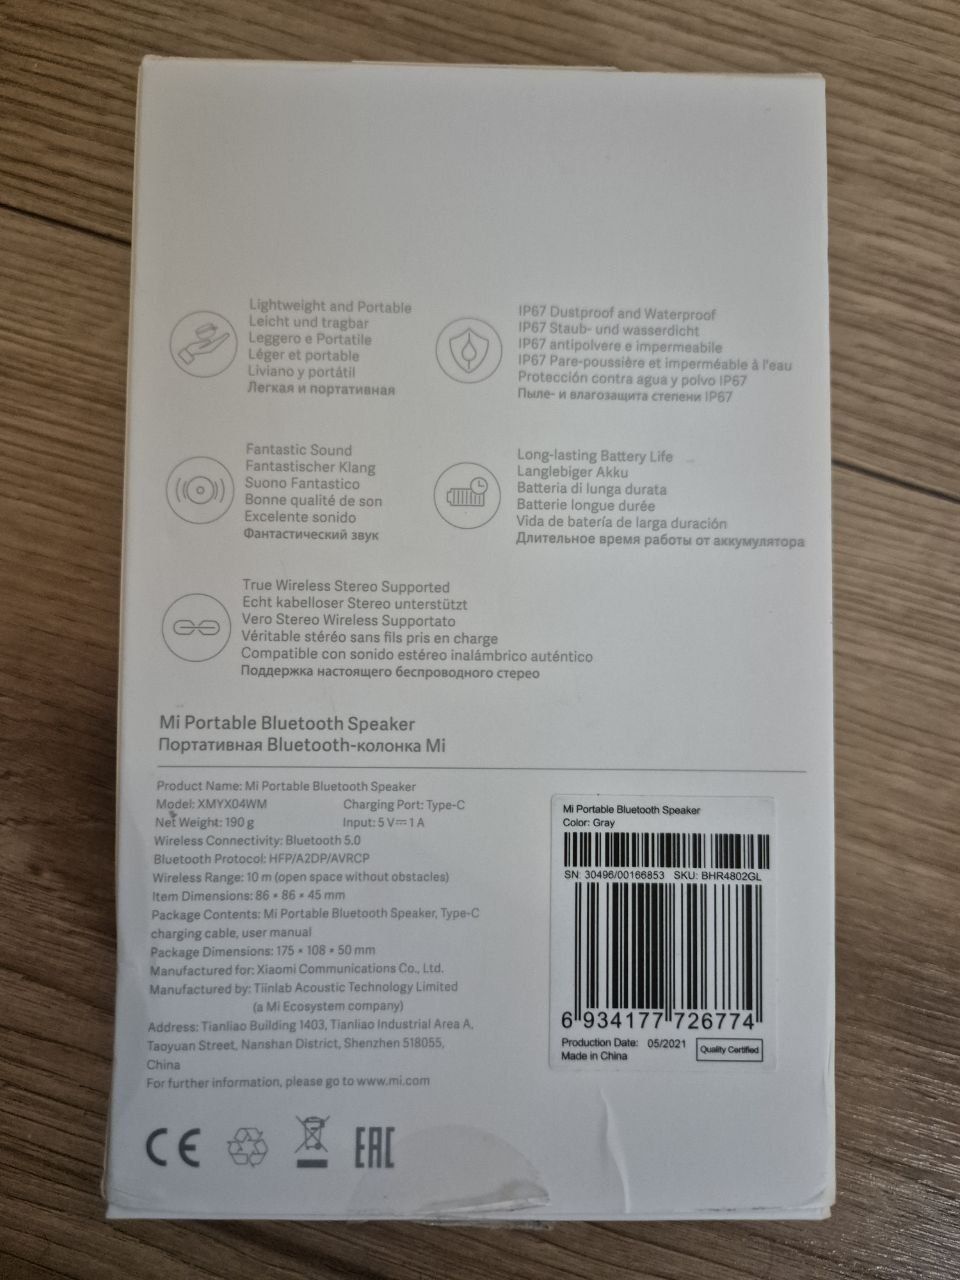 Lightweight and Portable
Leicht und tragbar
Leggero e Portatile
Léger et portable
Liviano y portátil
Легкая и портативная
IP67 Dustproof and Waterproof
IP67 Staub- und wasserdicht
IP67 antipolvere e impermeabile
IP67 Pare-poussière et imperméable à l'eau
Protección contra agua y polvo IP67
Пыле- и влагозащита степени IP67
Fantastic Sound
Fantastischer Klang
Suono Fantastico
Bonne qualité de son
Excelente sonido
Фантастический звук
Long-lasting Battery Life
Langlebiger Akku
Batteria di lunga durata
Batterie longue durée
Vida de batería de larga duración
Длительное время работы от аккумулятора
True Wireless Stereo Supported
Echt kabelloser Stereo unterstützt
Vero Stereo Wireless Supportato
Véritable stéréo sans fils pris en charge
Compatible con sonido estéreo inalámbrico auténtico
Поддержка настоящего беспроводного стерео
Mi Portable Bluetooth Speaker
Портативная Bluetooth-колонка Mi
Product Name: Mi Portable Bluetooth Speaker
Model: XMYX04WM Charging Port: Type-C
Net Weight: 190 g Input: 5 V⎓1 A
Wireless Connectivity: Bluetooth 5.0
Bluetooth Protocol: HFP/A2DP/AVRCP
Wireless Range: 10 m (open space without obstacles)
Item Dimensions: 86 × 86 × 45 mm
Package Contents: Mi Portable Bluetooth Speaker, Type-C
charging cable, user manual
Package Dimensions: 175 × 108 × 50 mm
Manufactured for: Xiaomi Communications Co., Ltd.
Manufactured by: Tiinlab Acoustic Technology Limited
(a Mi Ecosystem company)
Address: Tianliao Building 1403, Tianliao Industrial Area A,
Taoyuan Street, Nanshan District, Shenzhen 518055,
China
For further information, please go to www.mi.com
CE EAC
Mi Portable Bluetooth Speaker
Color: Gray
SN: 30496/00166853 SKU: BHR4802GL
6 934177 726774
Production Date: 05/2021
Made in China
Quality Certified